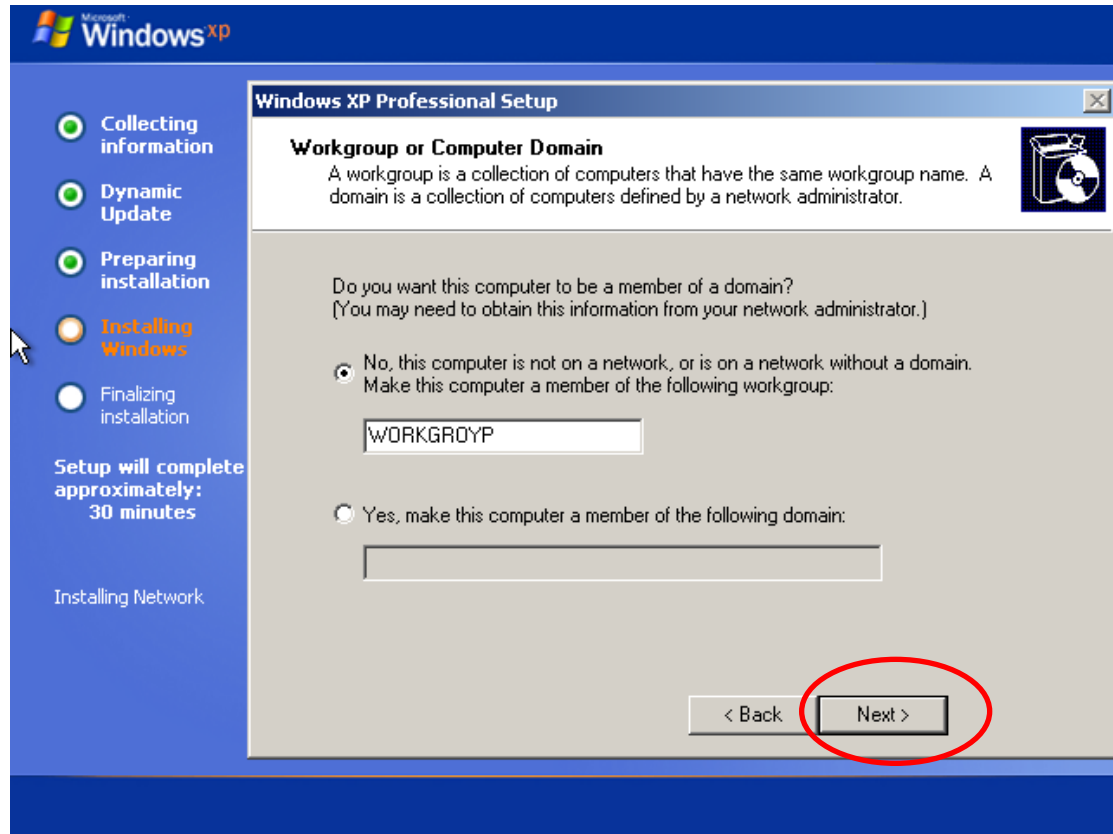 Microsoft
Windows xp
Collecting
information
Dynamic
Update
Preparing
installation
Installing
Windows
Finalizing
installation
Setup will complete
approximately:
30 minutes
Installing Network
Windows XP Professional Setup
Workgroup or Computer Domain
A workgroup is a collection of computers that have the same workgroup name. A
domain is a collection of computers defined by a network administrator.
Do you want this computer to be a member of a domain?
(You may need to obtain this information from your network administrator.)
No, this computer is not on a network, or is on a network without a domain.
Make this computer a member of the following workgroup:
WORKGROYP
Yes, make this computer a member of the following domain:
< Back
Next >